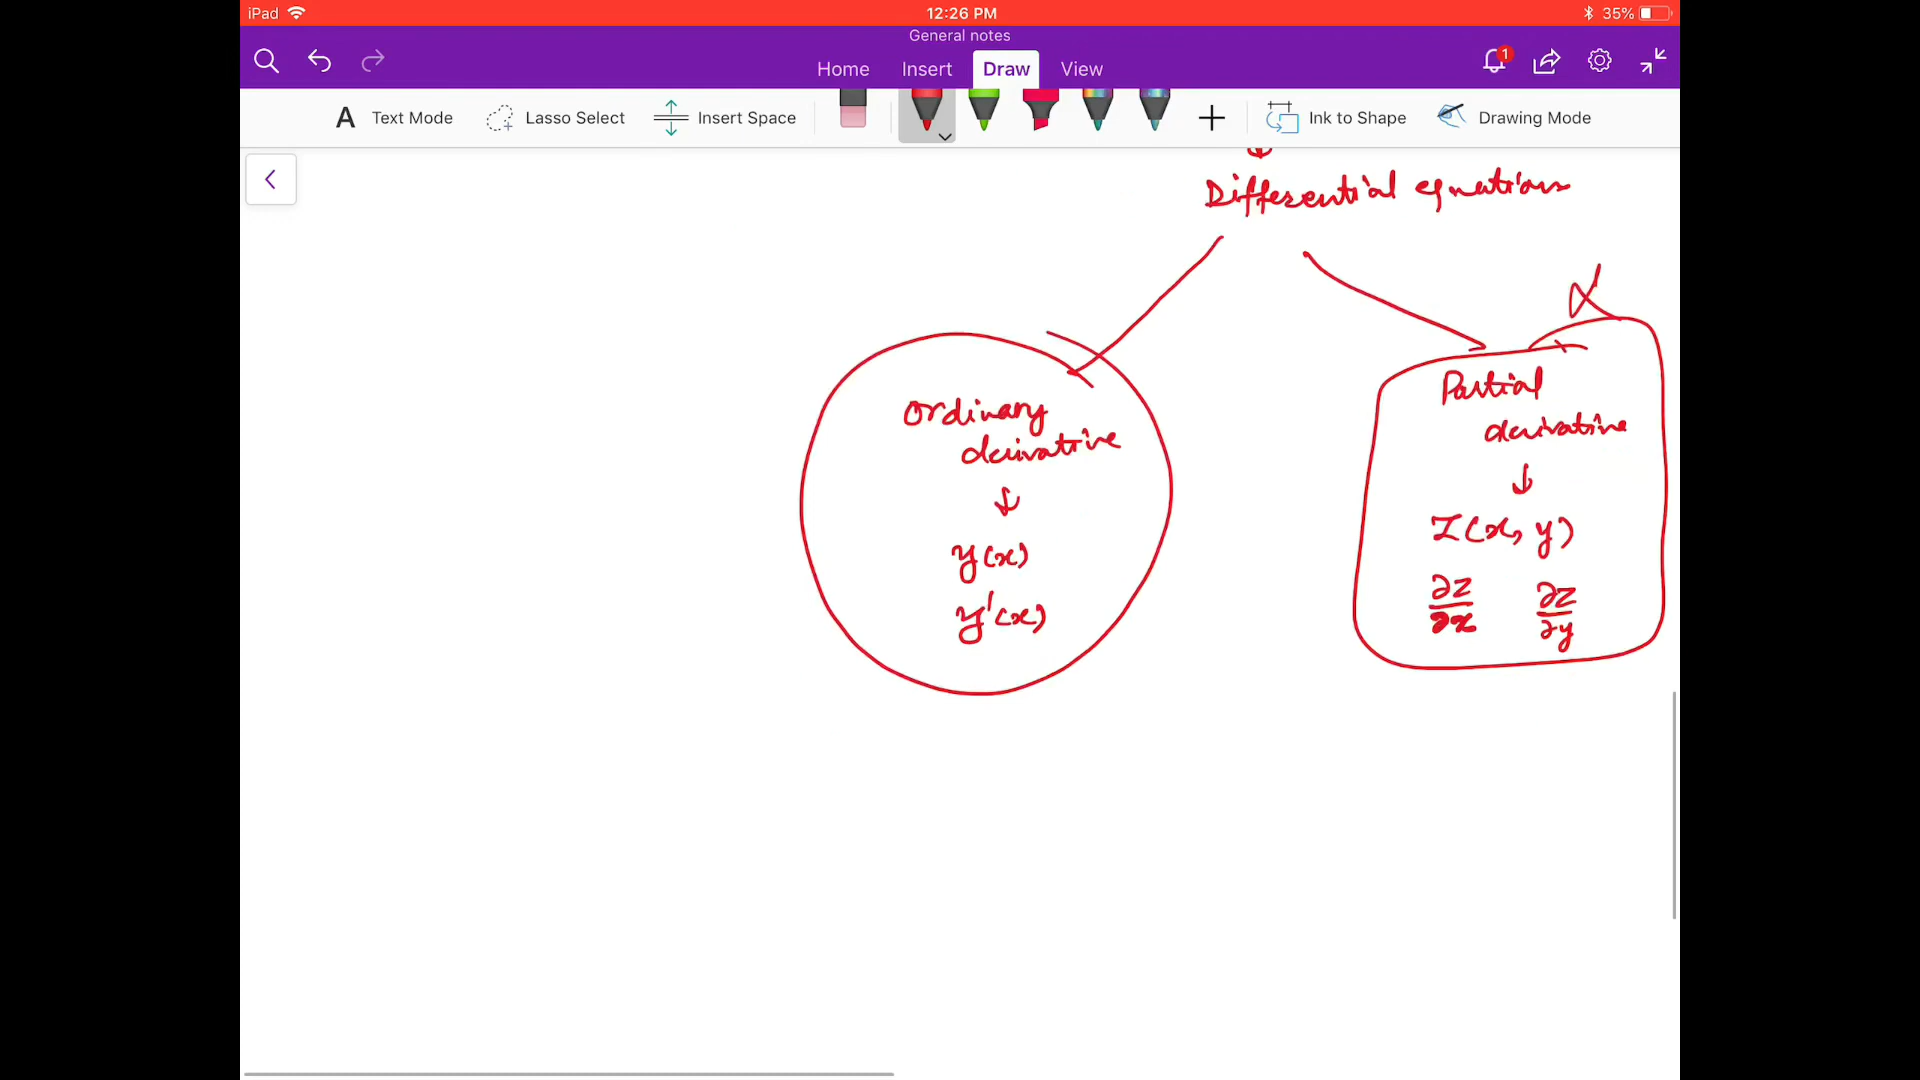 iPad
12:26 PM
35%
General notes
Home Insert Draw View
1
A Text Mode Lasso Select Insert Space Ink to Shape Drawing Mode
Differential equations
Ordinary
derivative
↓
y(x)
y'(x)
Partial
derivative
↓
Z(x, y)
∂z/∂x ∂z/∂y